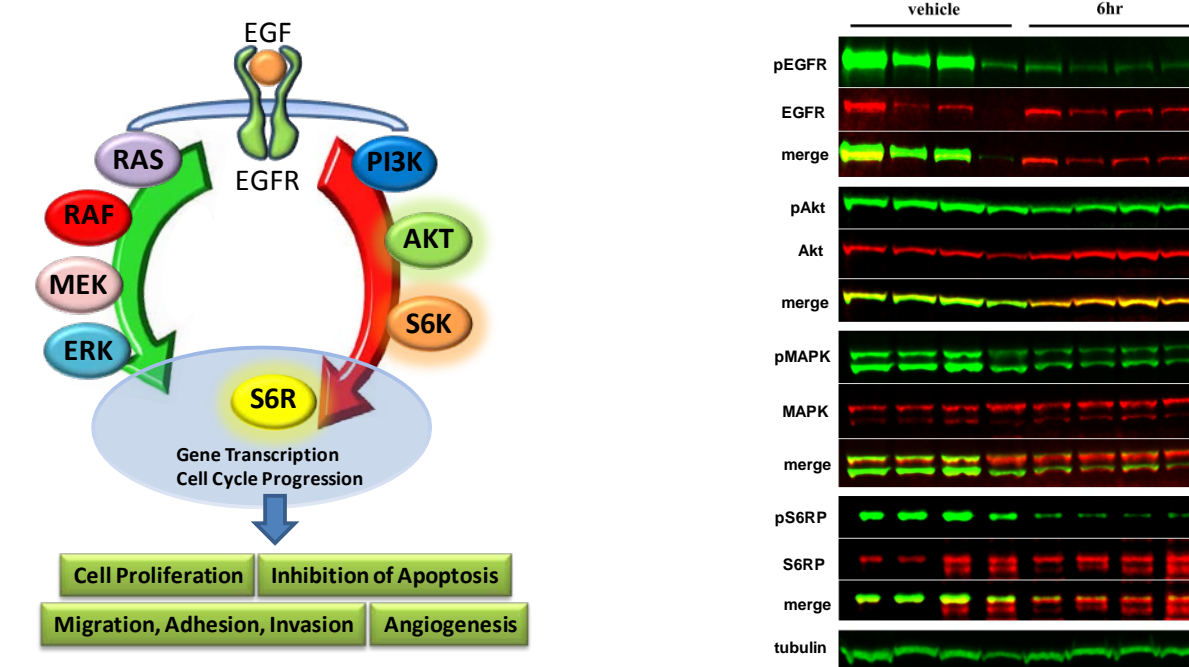 EGF
EGFR
RAS
RAF
MEK
ERK
PI3K
AKT
S6K
S6R
Gene Transcription
Cell Cycle Progression
Cell Proliferation
Inhibition of Apoptosis
Migration, Adhesion, Invasion
Angiogenesis
vehicle
6hr
pEGFR
EGFR
merge
pAkt
Akt
merge
pMAPK
MAPK
merge
pS6RP
S6RP
merge
tubulin